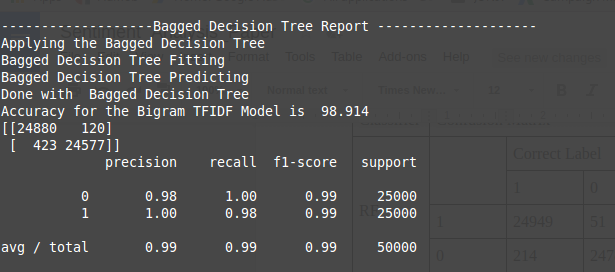 -------------------Bagged Decision Tree Report --------------------
Applying the Bagged Decision Tree
Bagged Decision Tree Fitting
Bagged Decision Tree Predicting
Done with  Bagged Decision Tree
Accuracy for the Bigram TFIDF Model is  98.914
[[24880   120]
 [  423 24577]]
             precision    recall  f1-score   support

          0       0.98      1.00      0.99     25000
          1       1.00      0.98      0.99     25000

avg / total       0.99      0.99      0.99     50000
Format Tools Table Add-ons Help
See new changes
Normal text
Times New...
12
B I
Correct Label
1 0
1 24949 51
0 214